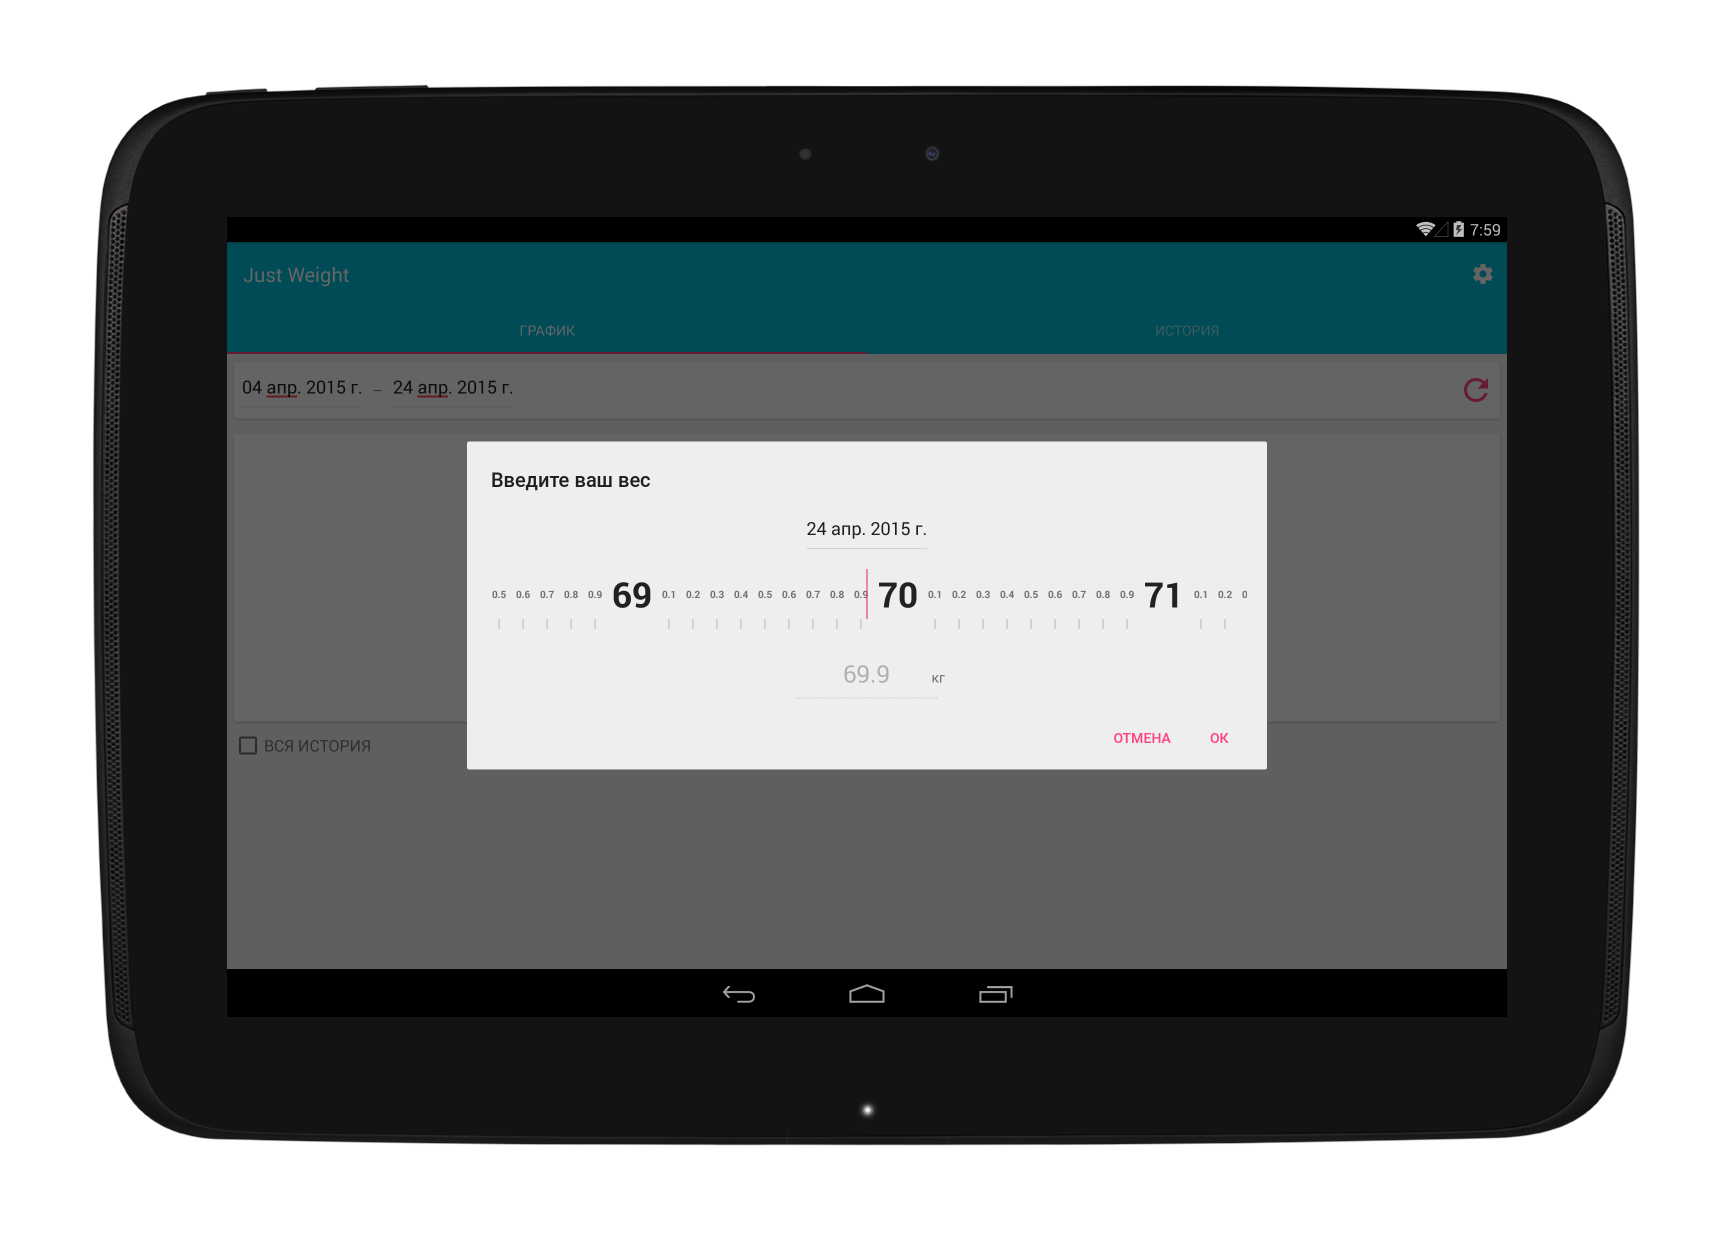 7:59
Just Weight
ГРАФИК ИСТОРИЯ
04 апр. 2015 г. – 24 апр. 2015 г.
Введите ваш вес
24 апр. 2015 г.
0.5 0.6 0.7 0.8 0.9 69 0.1 0.2 0.3 0.4 0.5 0.6 0.7 0.8 0.9 70 0.1 0.2 0.3 0.4 0.5 0.6 0.7 0.8 0.9 71 0.1 0.2 0
69.9 кг
ОТМЕНА ОК
ВСЯ ИСТОРИЯ